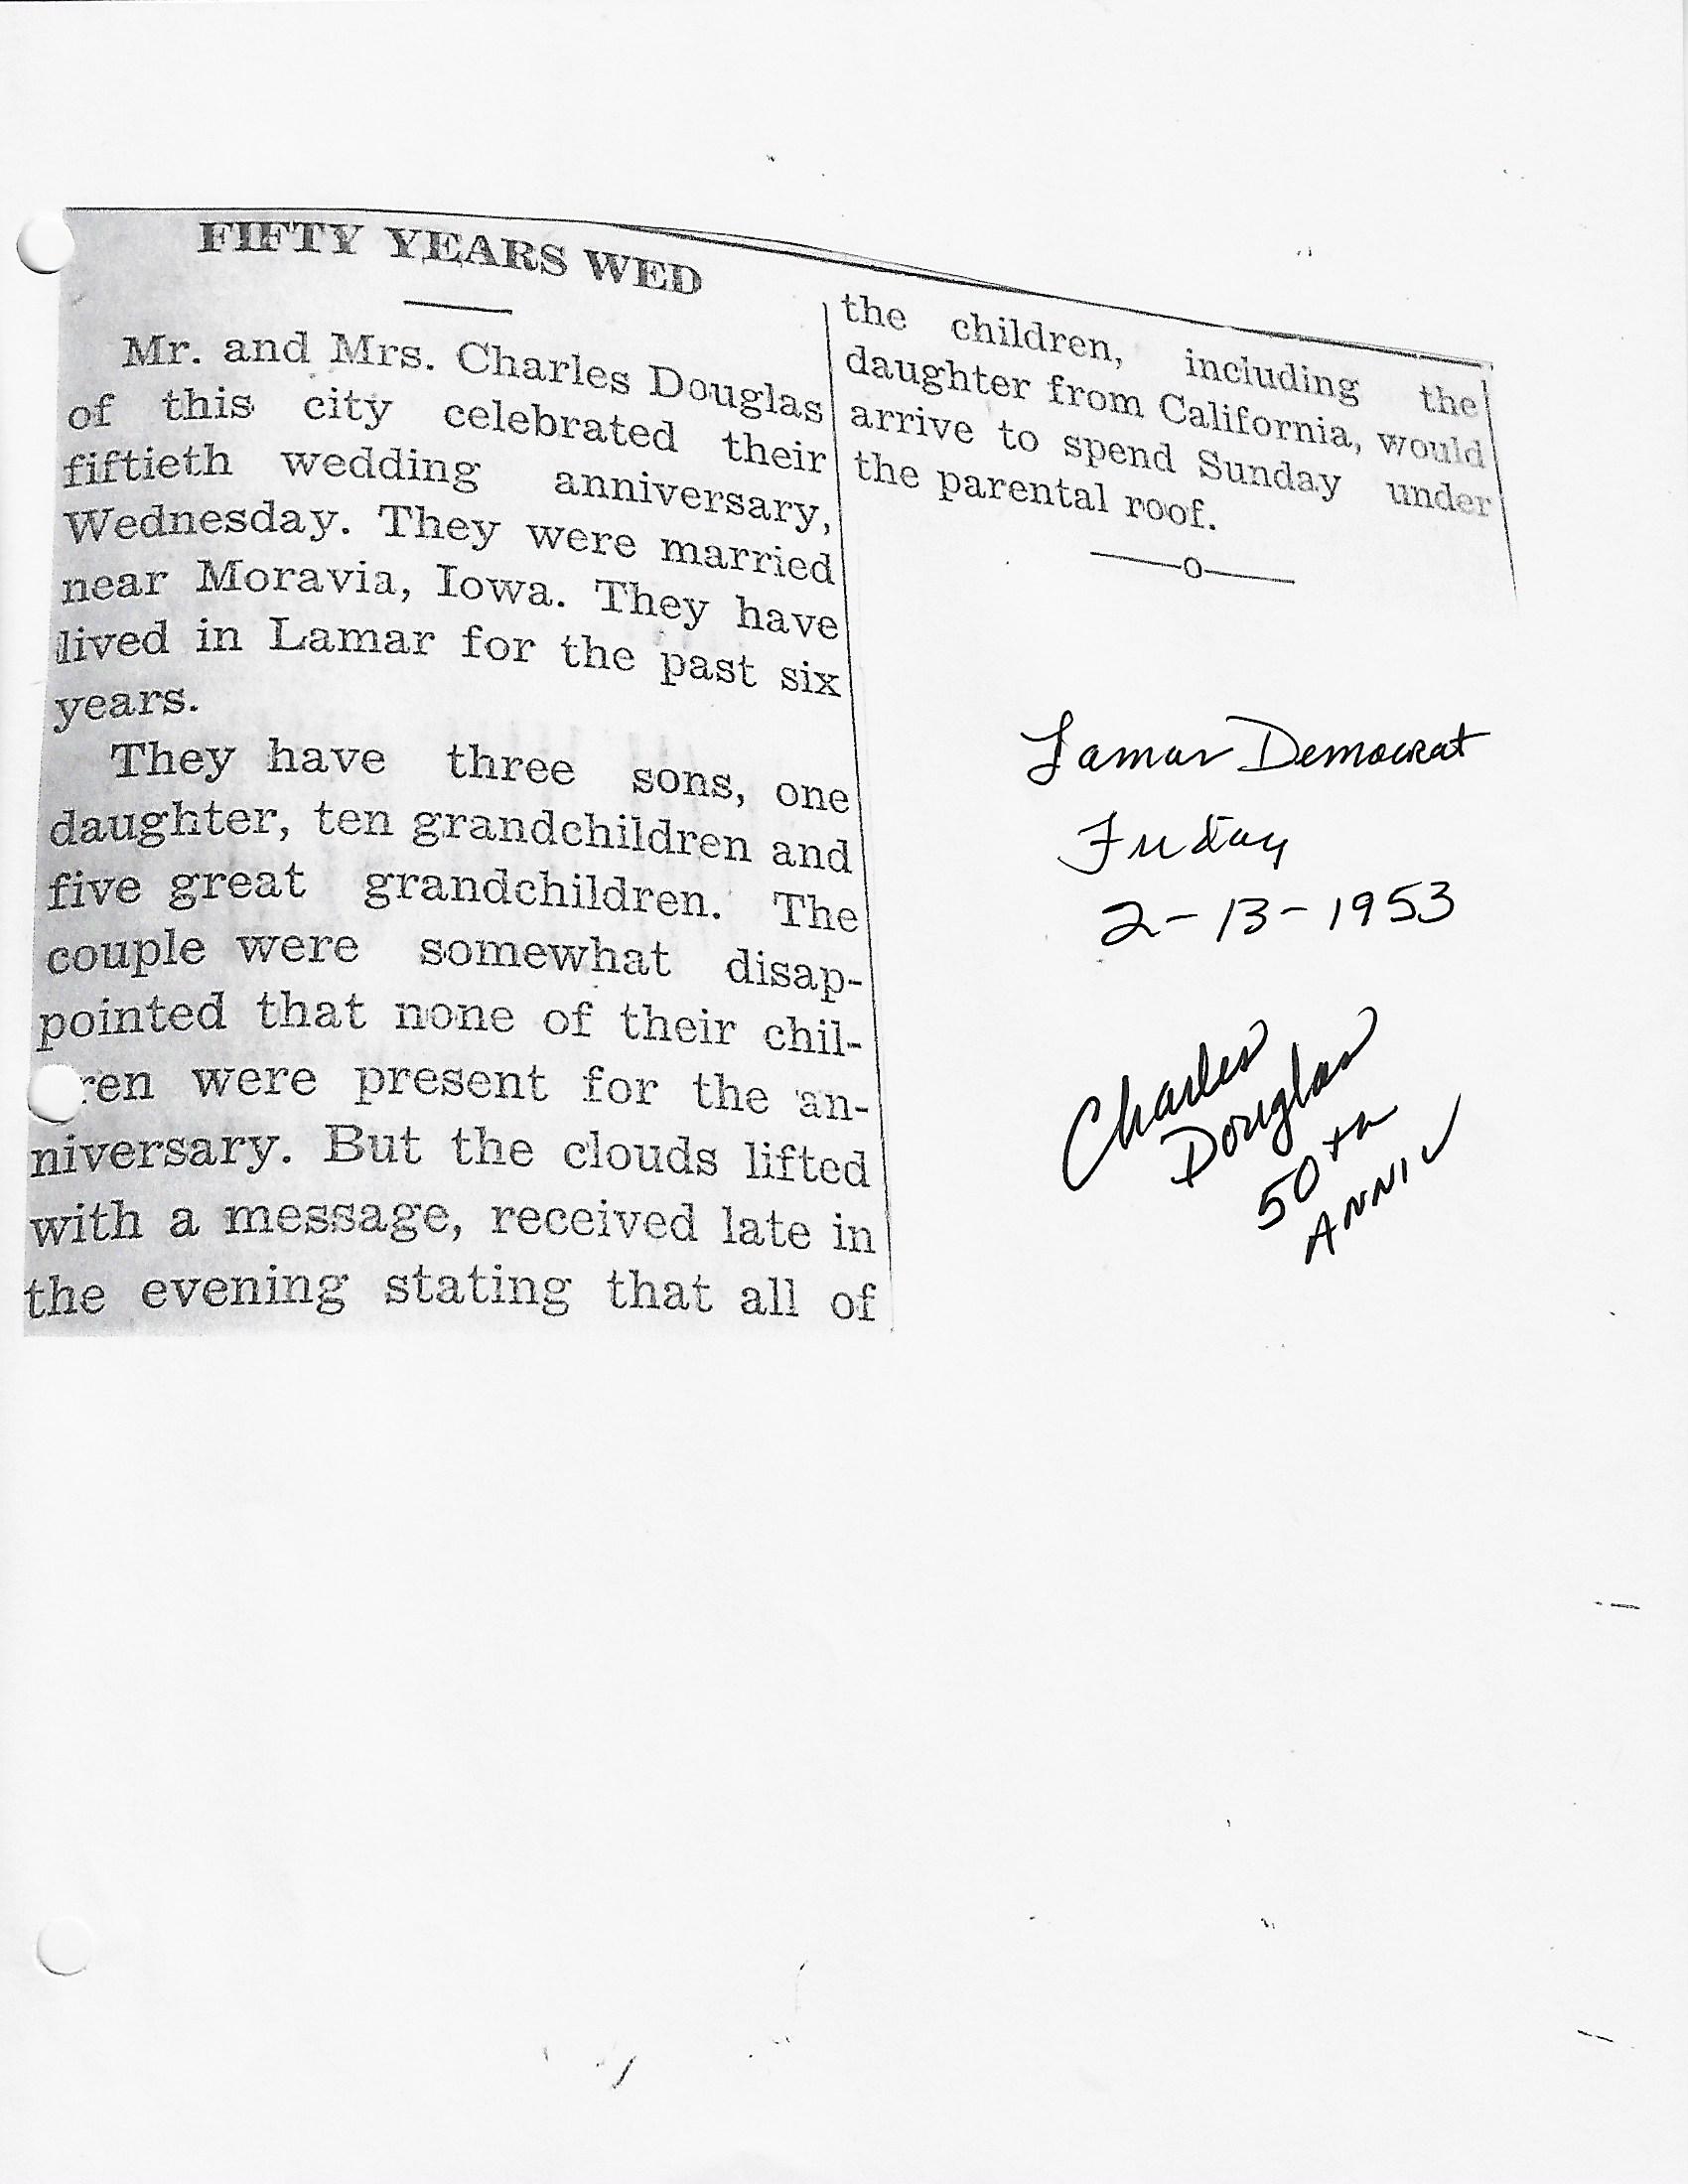 FIFTY YEARS WED
Mr. and Mrs. Charles Douglas
of this city celebrated their
fiftieth wedding anniversary,
Wednesday. They were married
near Moravia, Iowa. They have
lived in Lamar for the past six
years.
They have three sons, one
daughter, ten grandchildren and
five great grandchildren. The
couple were somewhat disap-
pointed that none of their chil-
ren were present for the an-
niversary. But the clouds lifted
with a message, received late in
the evening stating that all of
the children, including the
daughter from California, would
arrive to spend Sunday under
the parental roof.
—o—
Lamar Democrat
Friday
2-13-1953
Charles
Douglas
50th
ANNIV